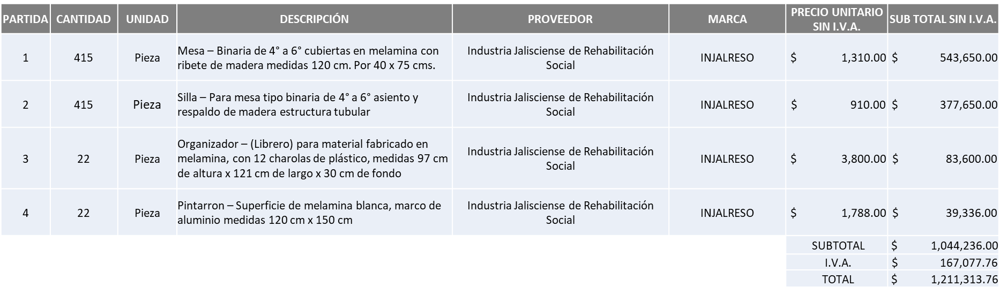 PARTIDA CANTIDAD UNIDAD DESCRIPCIÓN PROVEEDOR MARCA PRECIO UNITARIO SIN I.V.A. SUB TOTAL SIN I.V.A.
1 415 Pieza Mesa – Binaria de 4° a 6° cubiertas en melamina con
ribete de madera medidas 120 cm. Por 40 x 75 cms. Industria Jalisciense de Rehabilitación
Social INJALRESO $ 1,310.00 $ 543,650.00
2 415 Pieza Silla – Para mesa tipo binaria de 4° a 6° asiento y
respaldo de madera estructura tubular Industria Jalisciense de Rehabilitación
Social INJALRESO $ 910.00 $ 377,650.00
3 22 Pieza Organizador – (Librero) para material fabricado en
melamina, con 12 charolas de plástico, medidas 97 cm
de altura x 121 cm de largo x 30 cm de fondo Industria Jalisciense de Rehabilitación
Social INJALRESO $ 3,800.00 $ 83,600.00
4 22 Pieza Pintarron – Superficie de melamina blanca, marco de
aluminio medidas 120 cm x 150 cm Industria Jalisciense de Rehabilitación
Social INJALRESO $ 1,788.00 $ 39,336.00
SUBTOTAL $ 1,044,236.00
I.V.A. $ 167,077.76
TOTAL $ 1,211,313.76